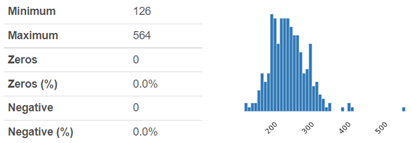 Minimum 126
Maximum 564
Zeros 0
Zeros (%) 0.0%
Negative 0
Negative (%) 0.0%
200 300 400 500